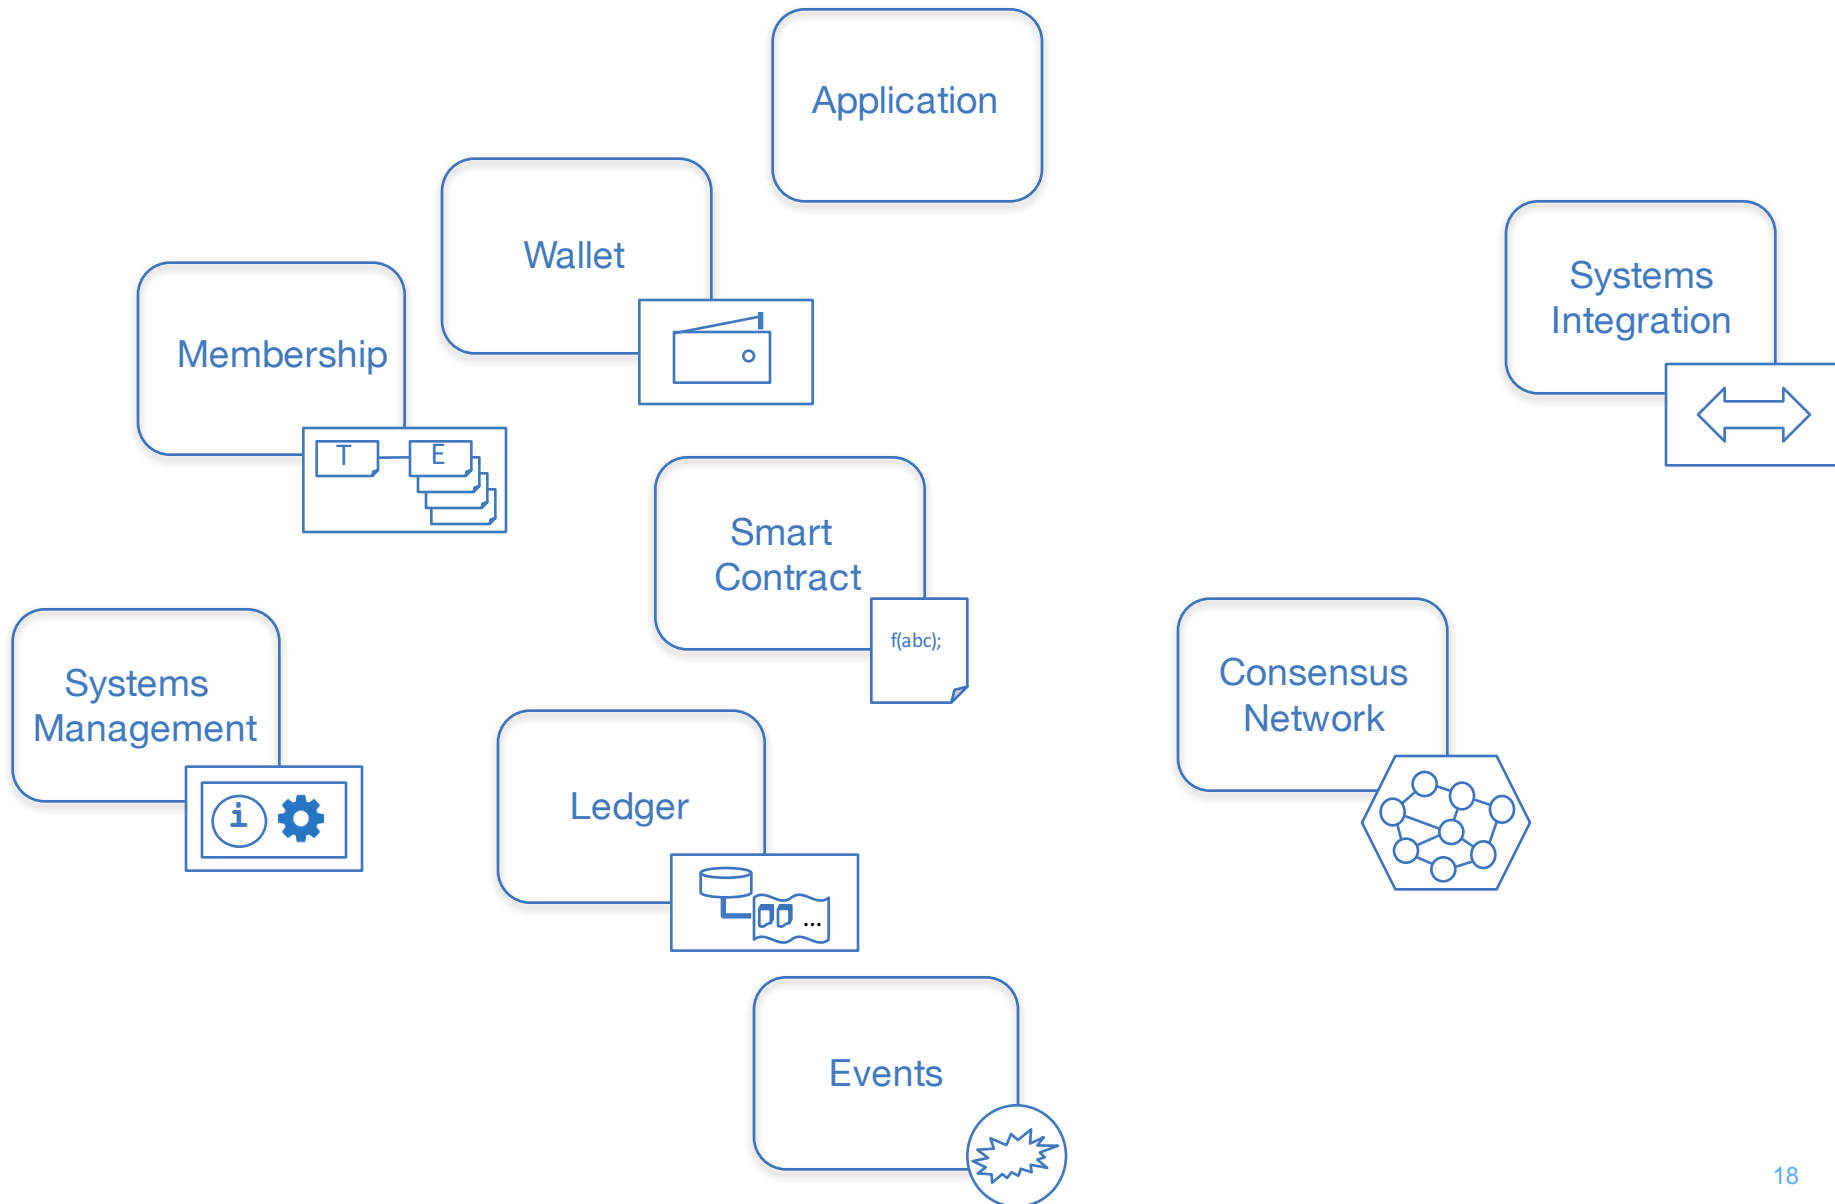 Application
Wallet
Systems
Integration
Membership
T
E
Smart
Contract
f(abc);
Systems
Management
i
Consensus
Network
Ledger
...
Events
18